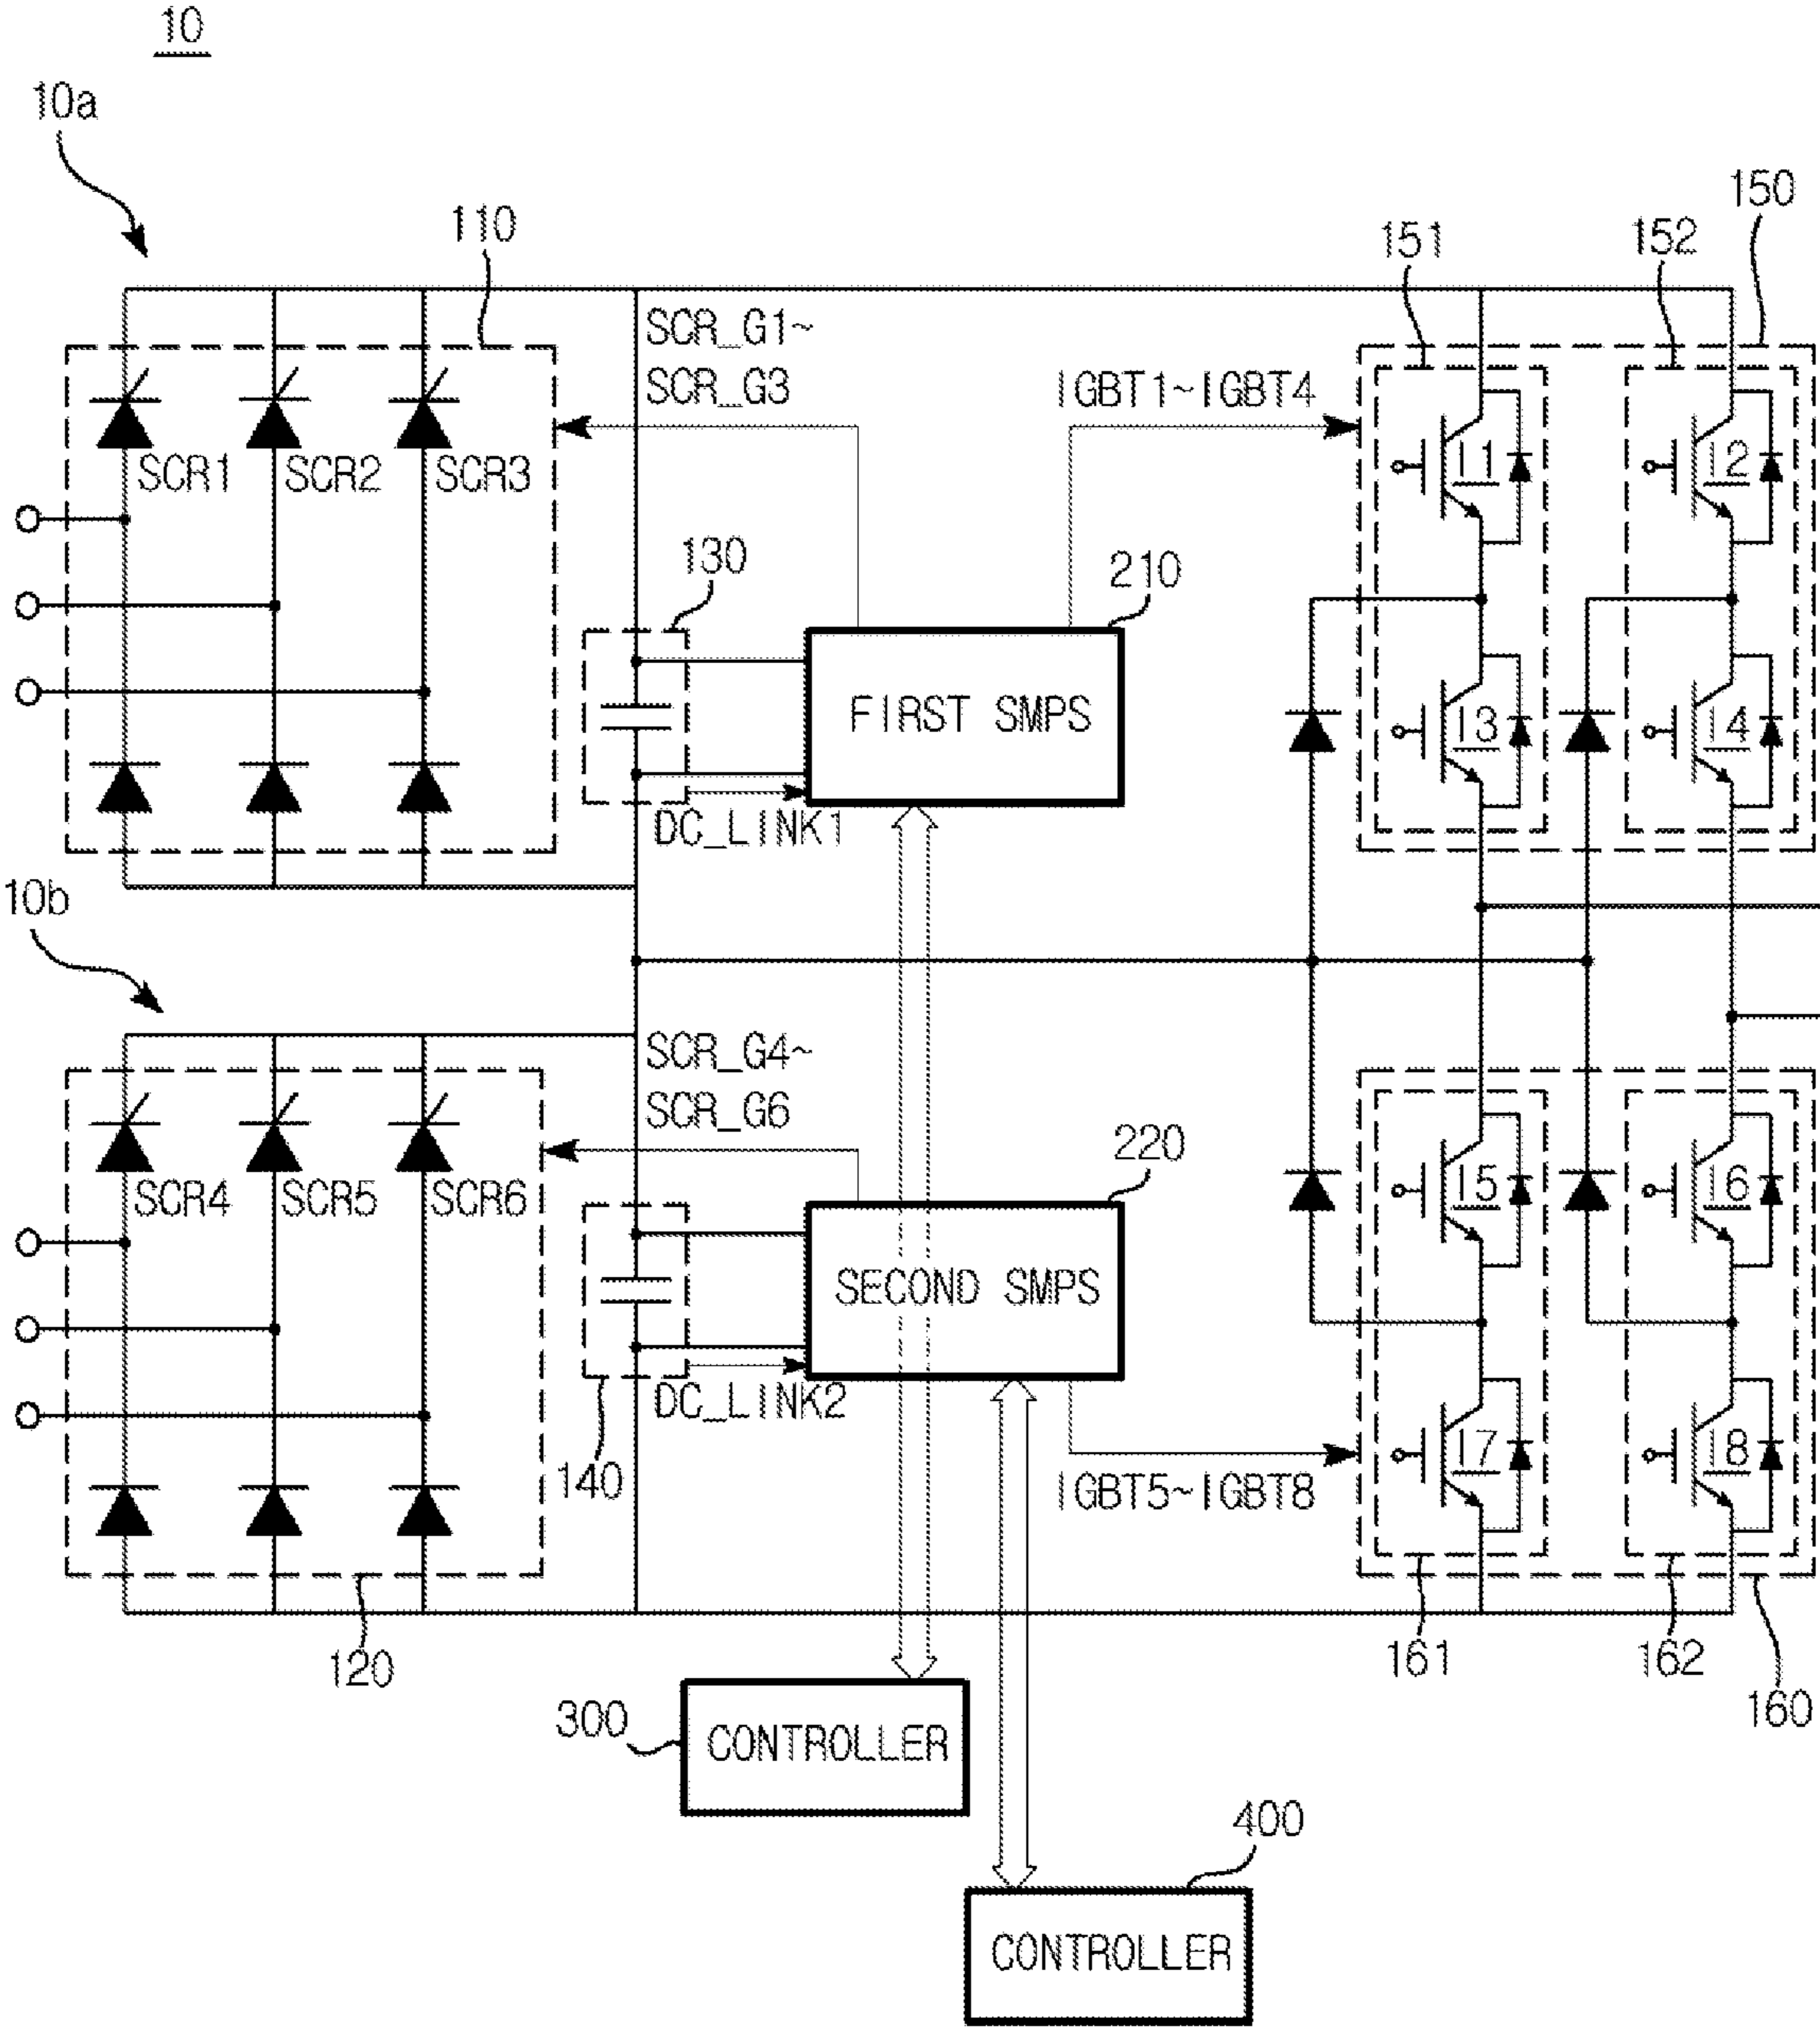 10
10a
110
151
152
150
SCR_G1~
SCR_G3
IGBT1~IGBT4
SCR1
SCR2
SCR3
I1
I2
130
210
FIRST SMPS
I3
I4
DC_LINK1
10b
SCR_G4~
SCR_G6
220
SCR4
SCR5
SCR6
I5
I6
SECOND SMPS
DC_LINK2
140
IGBT5~IGBT8
I7
I8
120
161
162
160
300
CONTROLLER
400
CONTROLLER